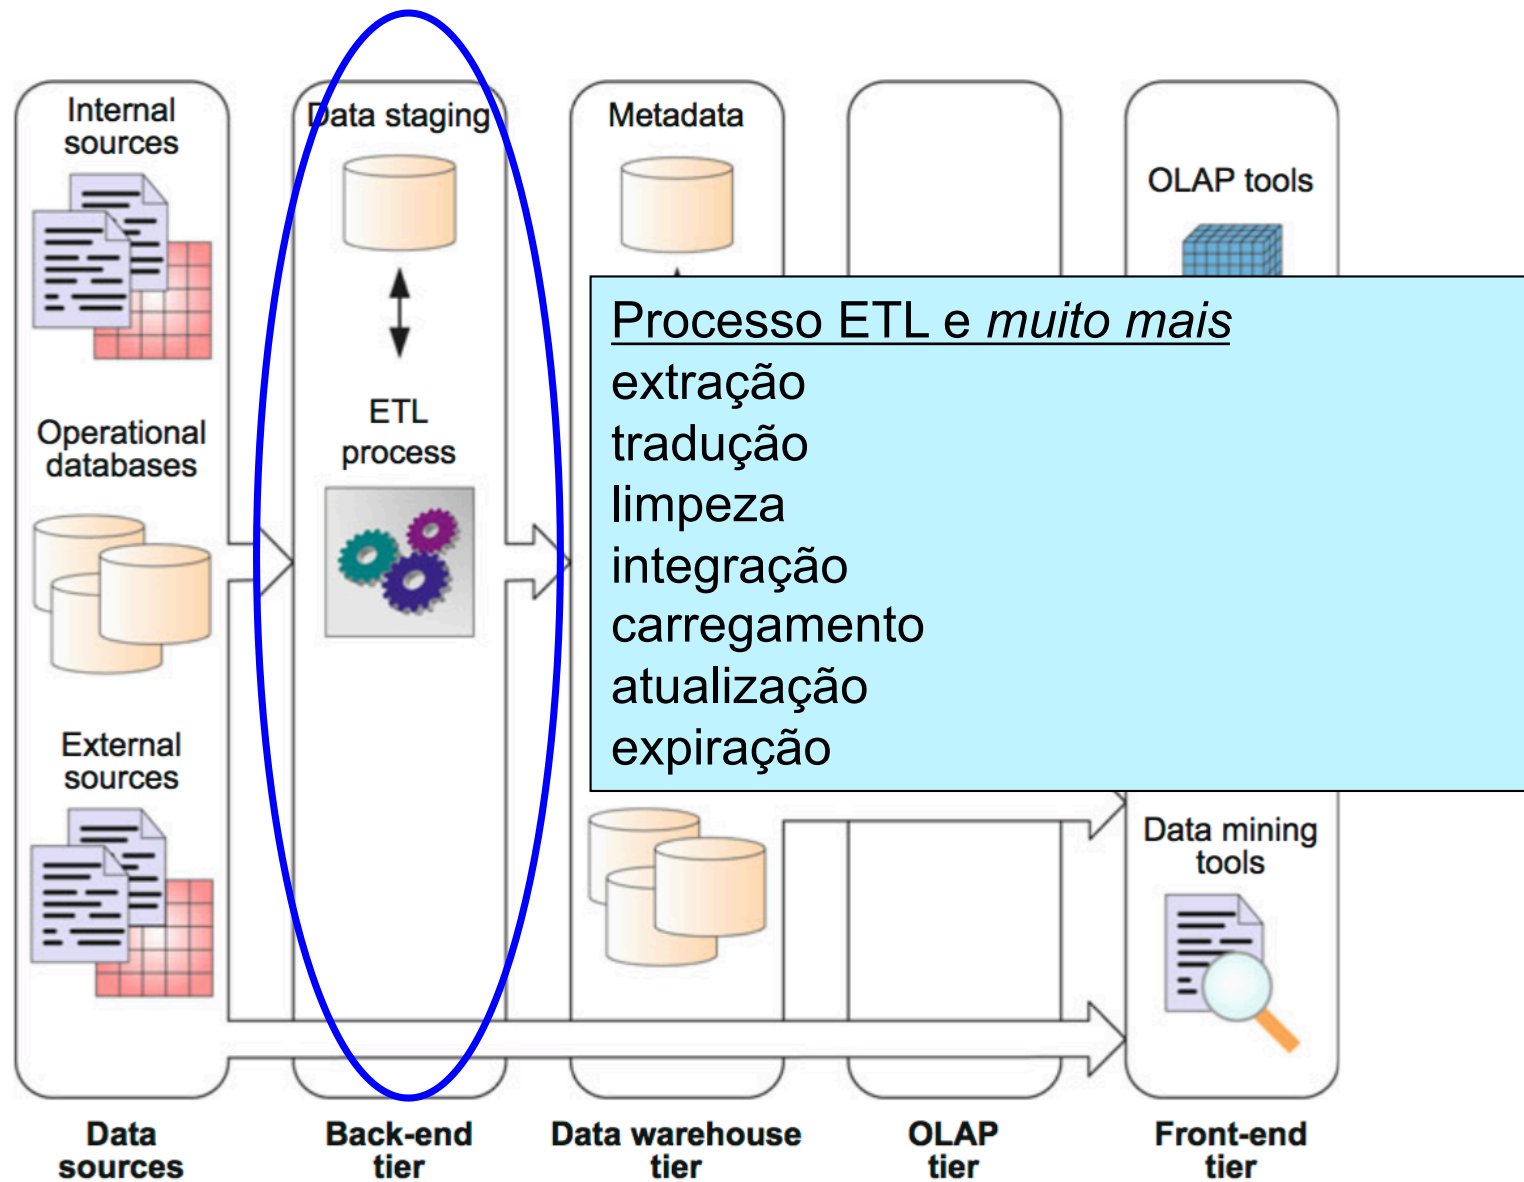 Internal
sources
Operational
databases
External
sources
Data staging
ETL
process
Metadata
OLAP tools
Processo ETL e muito mais
extração
tradução
limpeza
integração
carregamento
atualização
expiração
Data mining
tools
Data
sources
Back-end
tier
Data warehouse
tier
OLAP
tier
Front-end
tier